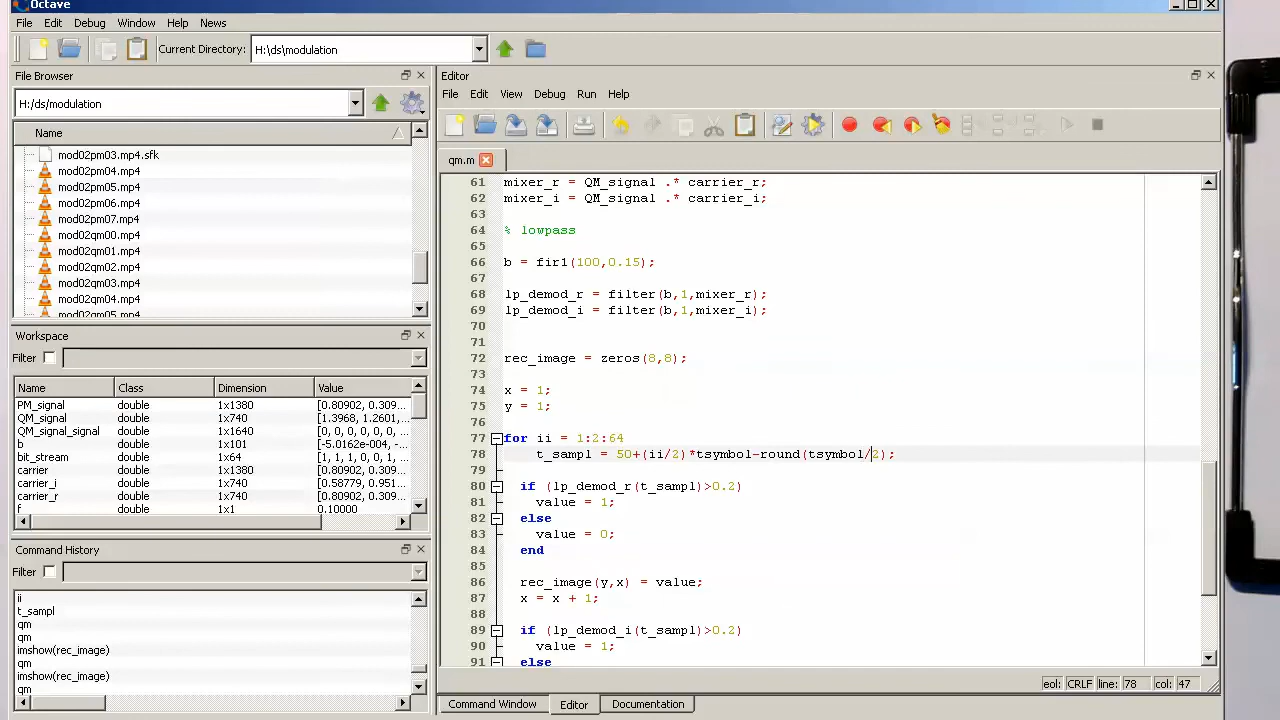 Octave
File Edit Debug Window Help News
Current Directory: H:\ds\modulation
File Browser
H:/ds/modulation
Name
mod02pm03.mp4.sfk
mod02pm04.mp4
mod02pm05.mp4
mod02pm06.mp4
mod02pm07.mp4
mod02qm00.mp4
mod02qm01.mp4
mod02qm02.mp4
mod02qm03.mp4
mod02qm04.mp4
mod02qm05.mp4
Workspace
Filter
Name Class Dimension Value
PM_signal double 1x1380 [0.80902, 0.309...
QM_signal double 1x740 [1.3968, 1.2601...
QM_signal_signal double 1x1640 [0, 0, 0, 0, 0, ...
b double 1x101 [-5.0162e-004, -...
bit_stream double 1x64 [1, 1, 1, 0, 0, 1...
carrier double 1x1380 [0.80902, 0.309...
carrier_i double 1x740 [0.58779, 0.951...
carrier_r double 1x740 [0.80902, 0.309...
f double 1x1 0.10000
Command History
Filter
ii
t_sampl
qm
qm
imshow(rec_image)
qm
imshow(rec_image)
qm
Editor
File Edit View Debug Run Help
qm.m
61 mixer_r = QM_signal .* carrier_r;
62 mixer_i = QM_signal .* carrier_i;
63
64 % lowpass
65
66 b = fir1(100,0.15);
67
68 lp_demod_r = filter(b,1,mixer_r);
69 lp_demod_i = filter(b,1,mixer_i);
70
71
72 rec_image = zeros(8,8);
73
74 x = 1;
75 y = 1;
76
77 for ii = 1:2:64
78 t_sampl = 50+(ii/2)*tsymbol-round(tsymbol/2);
79
80 if (lp_demod_r(t_sampl)>0.2)
81 value = 1;
82 else
83 value = 0;
84 end
85
86 rec_image(y,x) = value;
87 x = x + 1;
88
89 if (lp_demod_i(t_sampl)>0.2)
90 value = 1;
91 else
eol: CRLF line: 78 col: 47
Command Window Editor Documentation